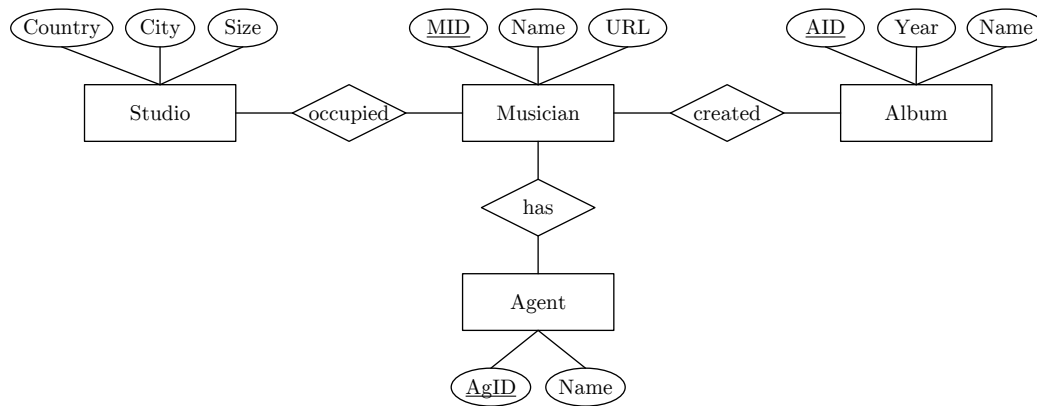 Country City Size MID Name URL AID Year Name
Studio occupied Musician created Album
has
Agent
AgID Name